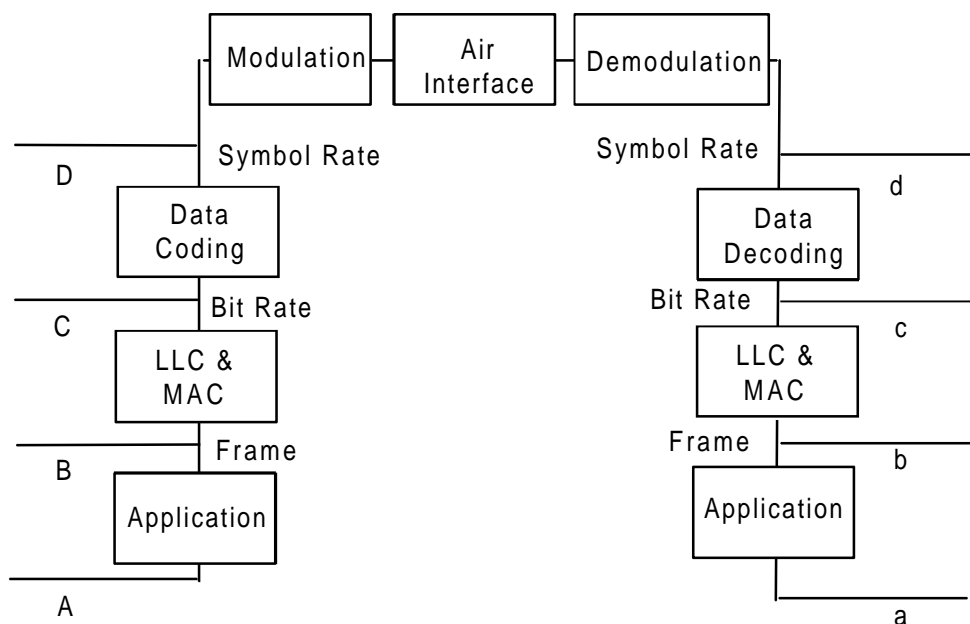 Modulation
Air
Interface
Demodulation
Symbol Rate
Symbol Rate
D
d
Data
Coding
Data
Decoding
Bit Rate
Bit Rate
C
c
LLC &
MAC
LLC &
MAC
Frame
Frame
B
b
Application
Application
A
a